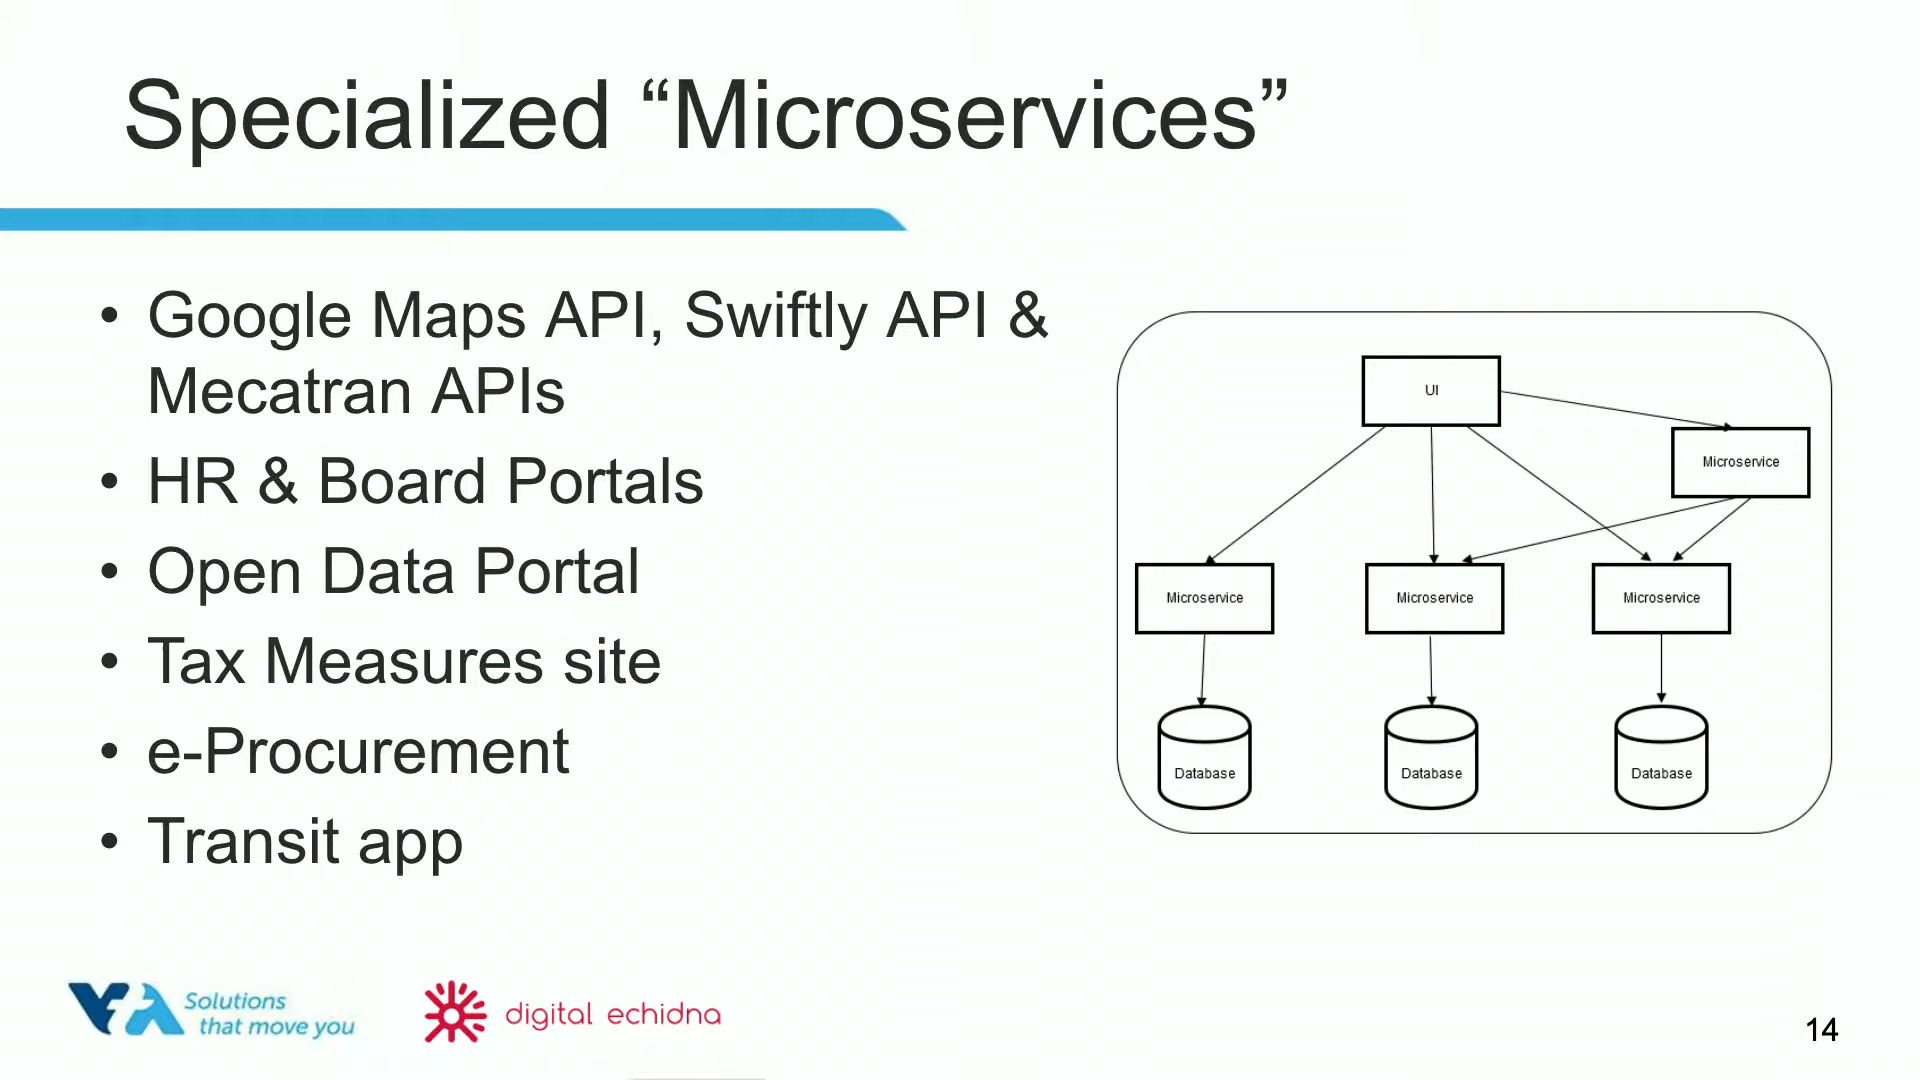 Specialized “Microservices”
• Google Maps API, Swiftly API &
Mecatran APIs
• HR & Board Portals
• Open Data Portal
• Tax Measures site
• e-Procurement
• Transit app
UI
Microservice
Microservice
Microservice
Microservice
Database
Database
Database
VTA
Solutions
that move you
digital echidna
14